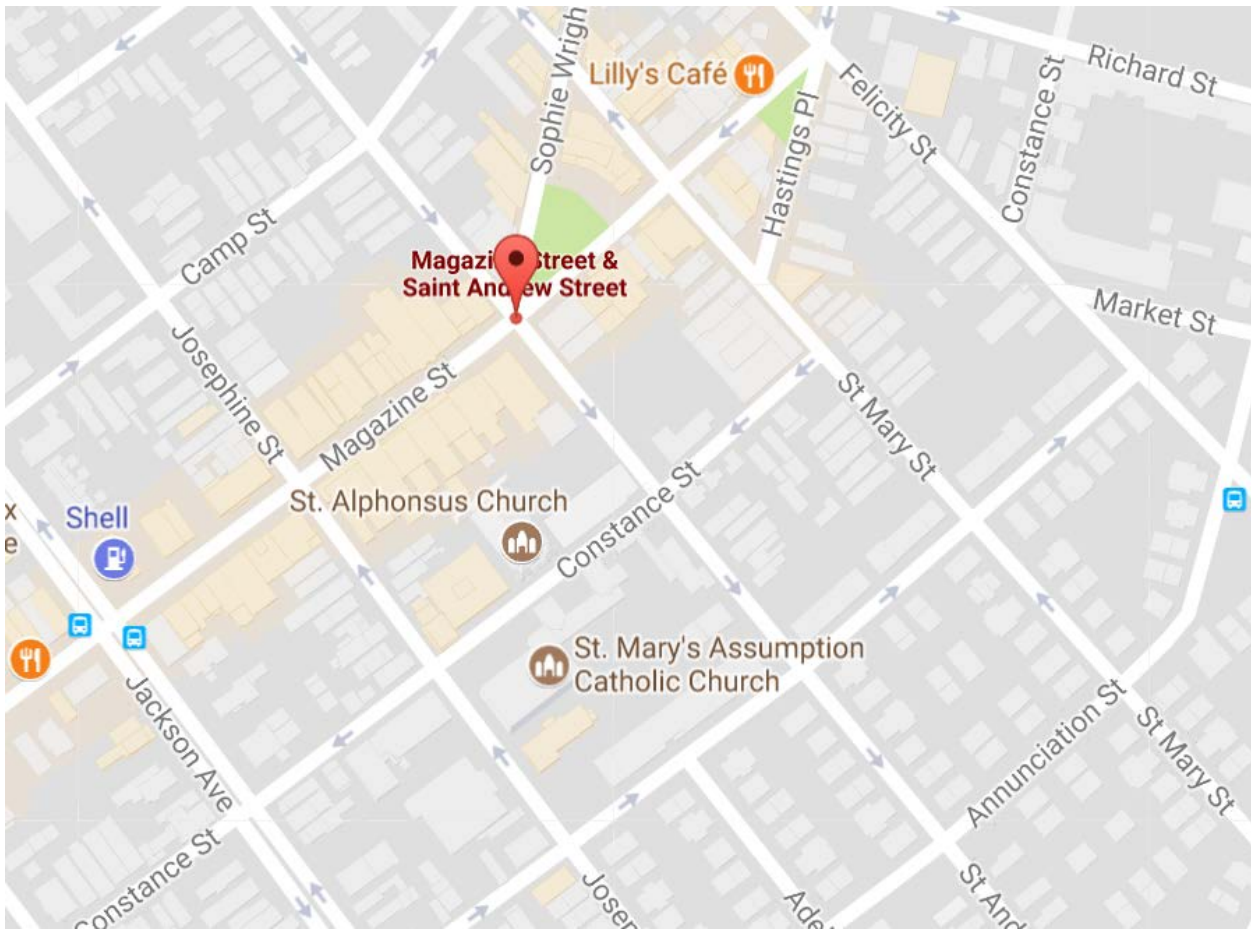 Richard St
Lilly's Café
Sophie Wrigh
Felicity St
Constance St
Hastings Pl
Camp St
Magazi Street &
Saint Andrew Street
Market St
Josephine St
Magazine St
St Mary St
Constance St
St. Alphonsus Church
x
e
Shell
St. Mary's Assumption
Catholic Church
Jackson Ave
Annunciation St
St Mary St
Constance St
Josep
Ade
St And